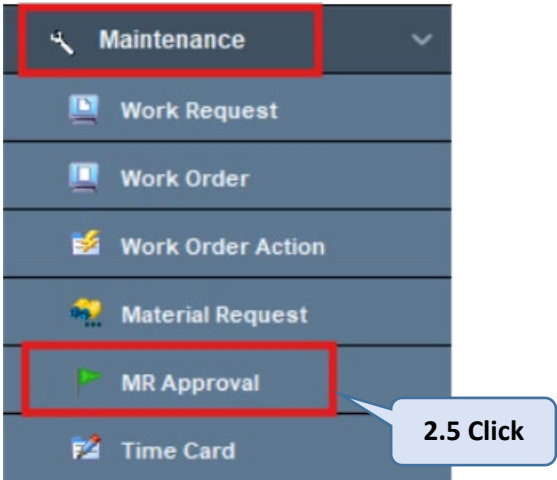 Maintenance
Work Request
Work Order
Work Order Action
Material Request
MR Approval
2.5 Click
Time Card